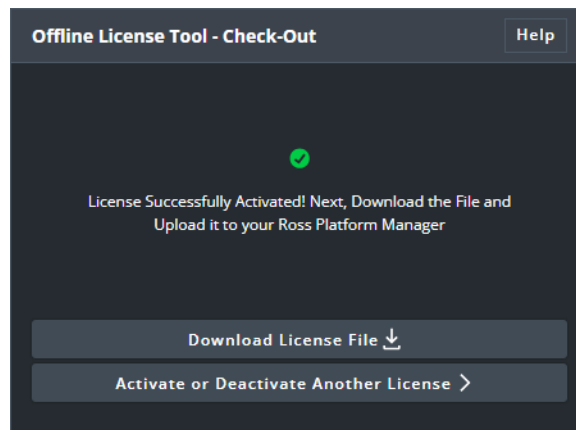 Offline License Tool - Check-Out
Help
License Successfully Activated! Next, Download the File and
Upload it to your Ross Platform Manager
Download License File
Activate or Deactivate Another License